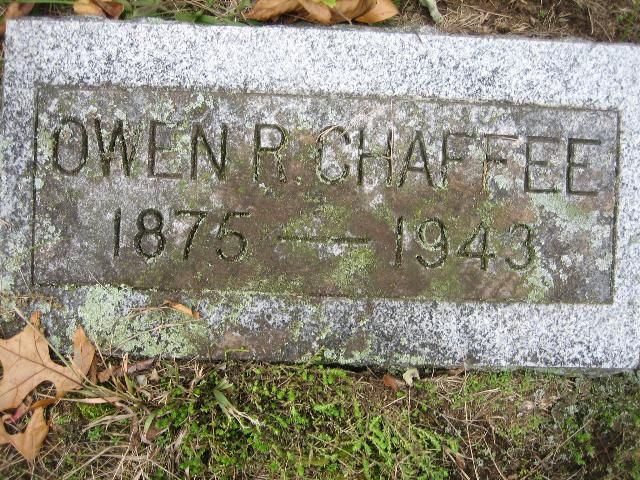 OWEN R. CHAFFEE
1875 — 1943